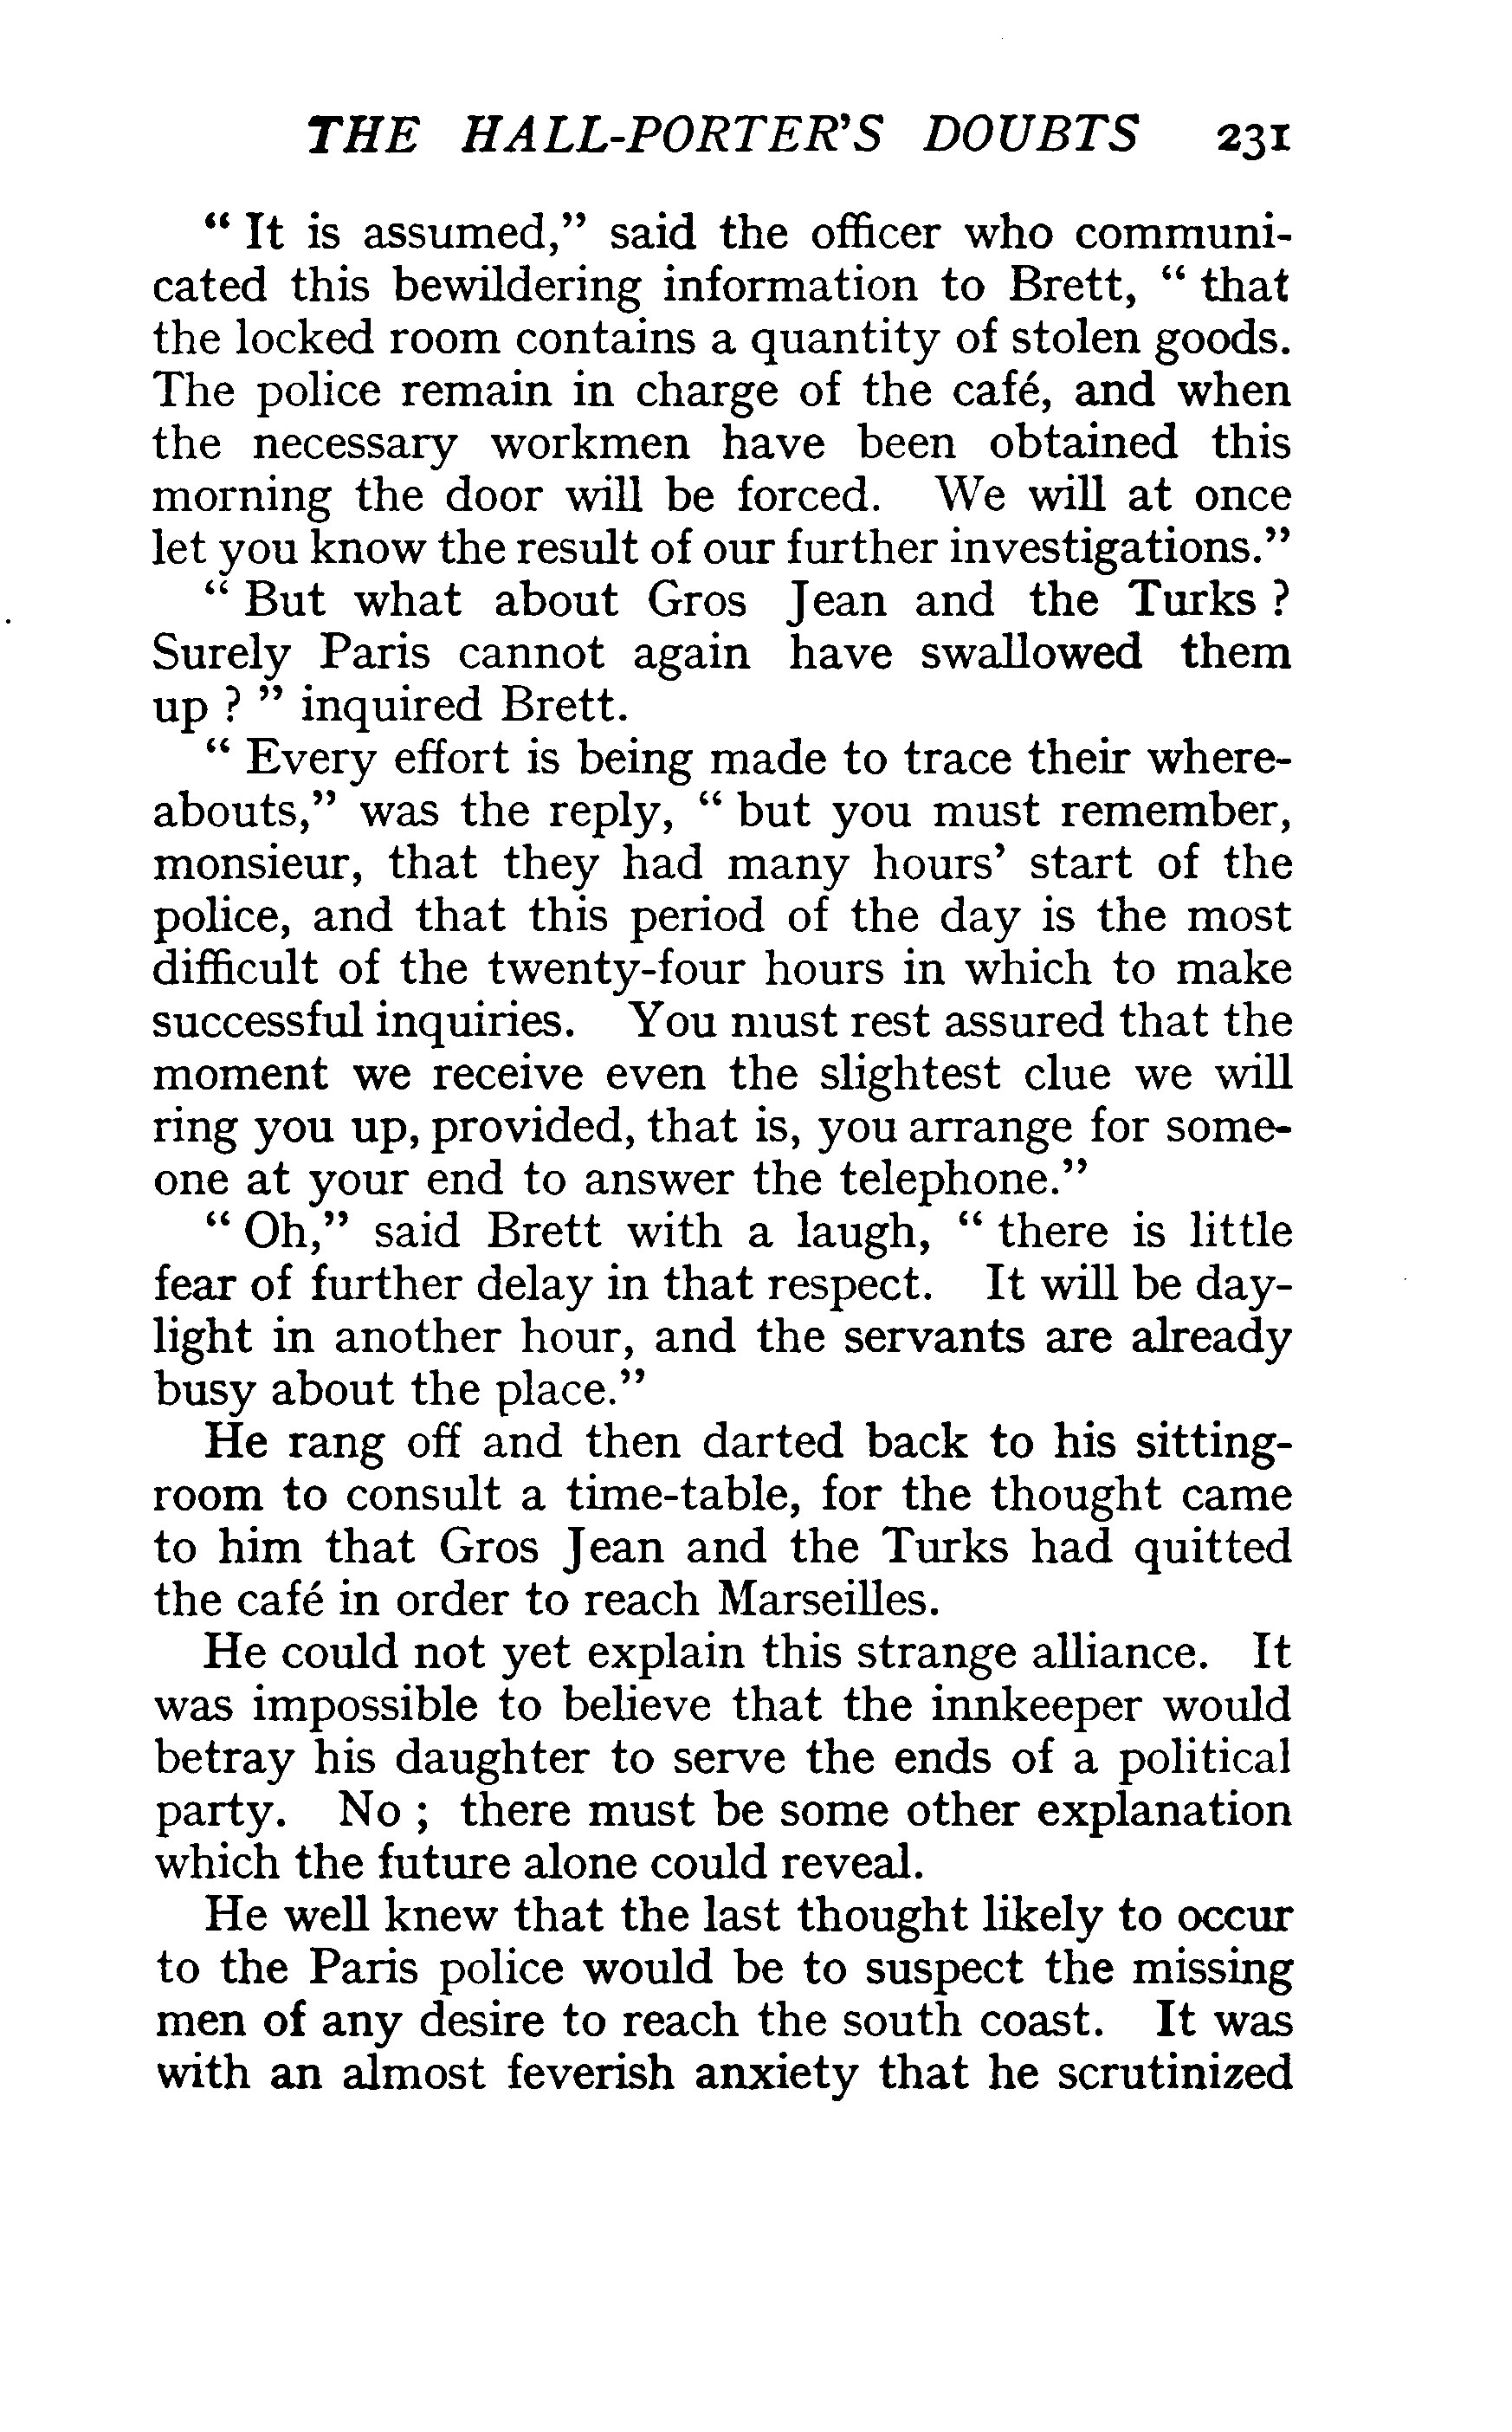 THE HALL-PORTER'S DOUBTS 231
" It is assumed," said the officer who communi-
cated this bewildering information to Brett, " that
the locked room contains a quantity of stolen goods.
The police remain in charge of the café, and when
the necessary workmen have been obtained this
morning the door will be forced. We will at once
let you know the result of our further investigations."
" But what about Gros Jean and the Turks ?
Surely Paris cannot again have swallowed them
up ? " inquired Brett.
" Every effort is being made to trace their where-
abouts," was the reply, " but you must remember,
monsieur, that they had many hours' start of the
police, and that this period of the day is the most
difficult of the twenty-four hours in which to make
successful inquiries. You must rest assured that the
moment we receive even the slightest clue we will
ring you up, provided, that is, you arrange for some-
one at your end to answer the telephone."
" Oh," said Brett with a laugh, " there is little
fear of further delay in that respect. It will be day-
light in another hour, and the servants are already
busy about the place."
He rang off and then darted back to his sitting-
room to consult a time-table, for the thought came
to him that Gros Jean and the Turks had quitted
the café in order to reach Marseilles.
He could not yet explain this strange alliance. It
was impossible to believe that the innkeeper would
betray his daughter to serve the ends of a political
party. No ; there must be some other explanation
which the future alone could reveal.
He well knew that the last thought likely to occur
to the Paris police would be to suspect the missing
men of any desire to reach the south coast. It was
with an almost feverish anxiety that he scrutinized